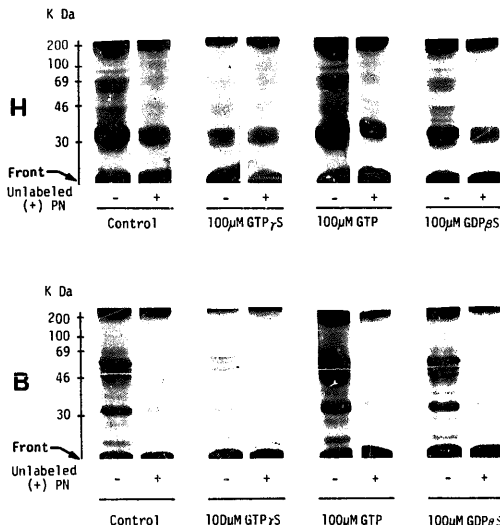 K Da
200
100
69
46
H
30
Front
Unlabeled (+) PN - + - + - + - +
Control 100µM GTPγS 100µM GTP 100µM GDPβS
K Da
200
100
69
B
46
30
Front
Unlabeled (+) PN - + - + - + - +
Control 10DµM GTPγS 100µM GTP 100µM GDPβS